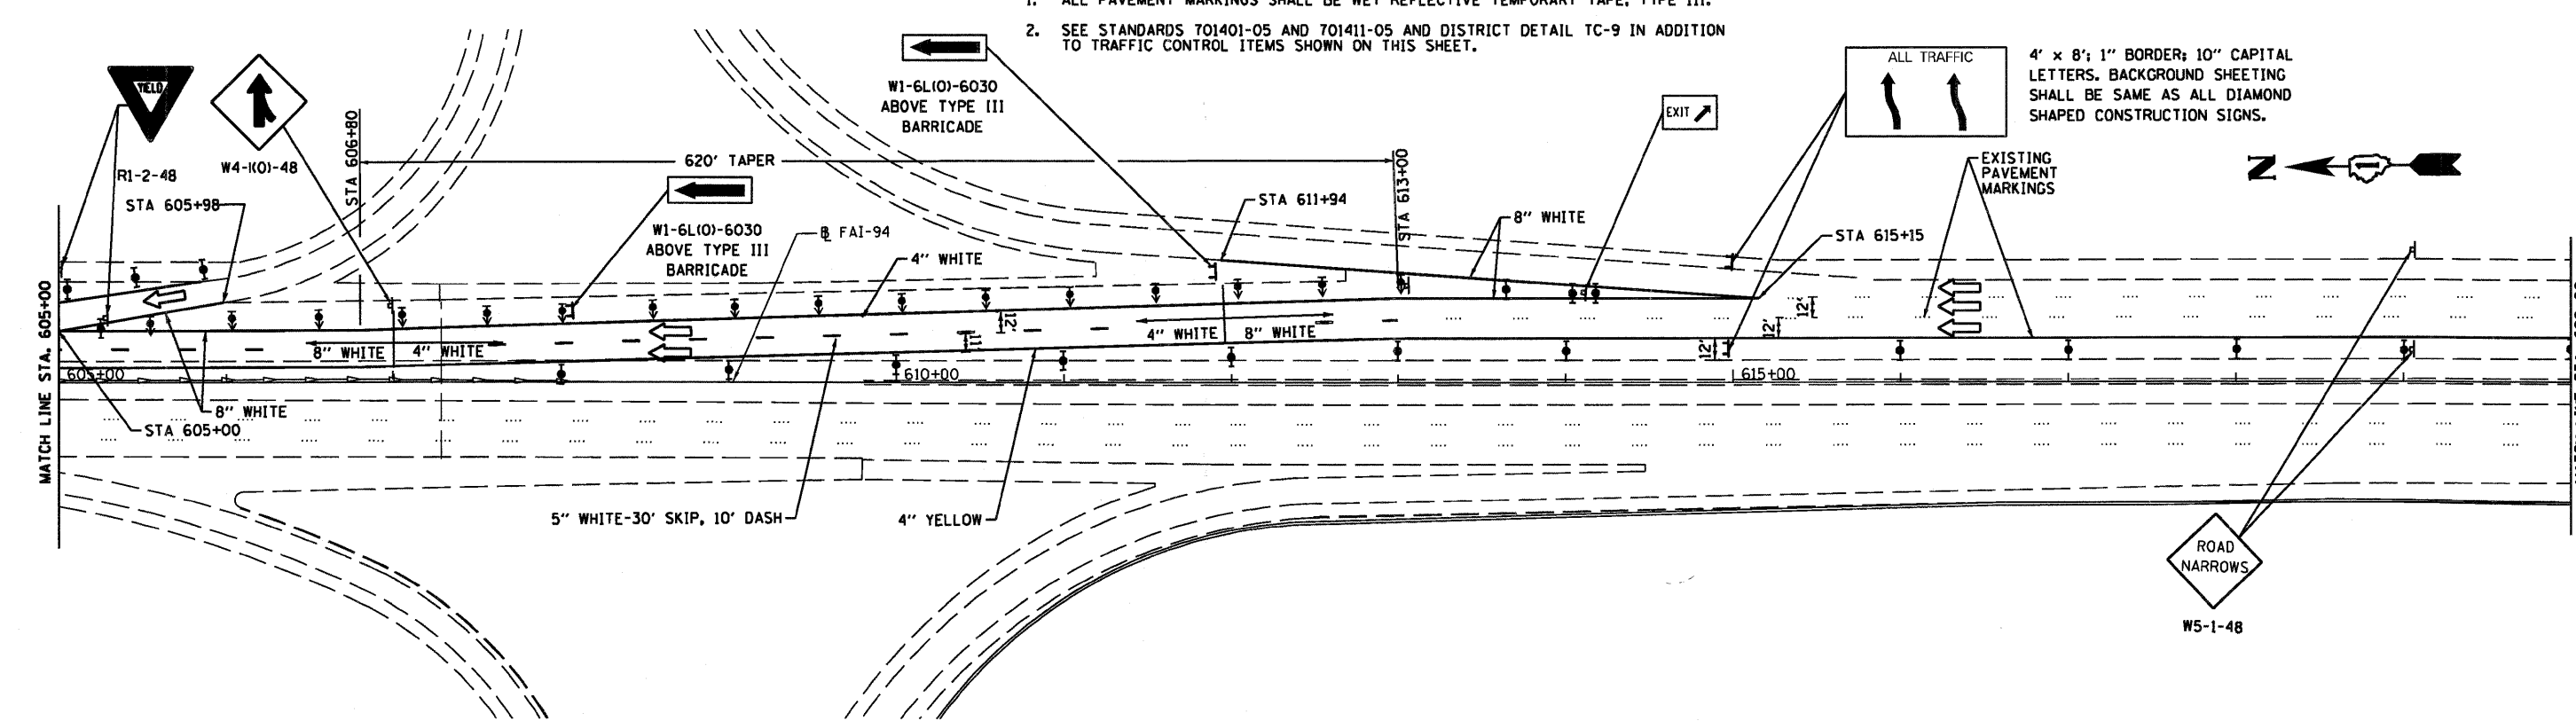 1. ALL PAVEMENT MARKINGS SHALL BE WET REFLECTIVE TEMPORARY TAPE, TYPE III.
2. SEE STANDARDS 701401-05 AND 701411-05 AND DISTRICT DETAIL TC-9 IN ADDITION
TO TRAFFIC CONTROL ITEMS SHOWN ON THIS SHEET.
YIELD
R1-2-48
W4-1(O)-48
STA 605+98
STA 606+80
620' TAPER
W1-6L(O)-6030
ABOVE TYPE III
BARRICADE
W1-6L(O)-6030
ABOVE TYPE III
BARRICADE
℄ FAI-94
4" WHITE
STA 611+94
STA 613+00
8" WHITE
EXIT
ALL TRAFFIC
4' x 8'; 1" BORDER; 10" CAPITAL
LETTERS. BACKGROUND SHEETING
SHALL BE SAME AS ALL DIAMOND
SHAPED CONSTRUCTION SIGNS.
EXISTING
PAVEMENT
MARKINGS
N
STA 615+15
MATCH LINE STA. 605+00
8" WHITE
4" WHITE
12'
11'
4" WHITE
8" WHITE
12'
12'
12'
605+00
610+00
615+00
8" WHITE
STA 605+00
5" WHITE-30' SKIP, 10' DASH
4" YELLOW
ROAD
NARROWS
W5-1-48